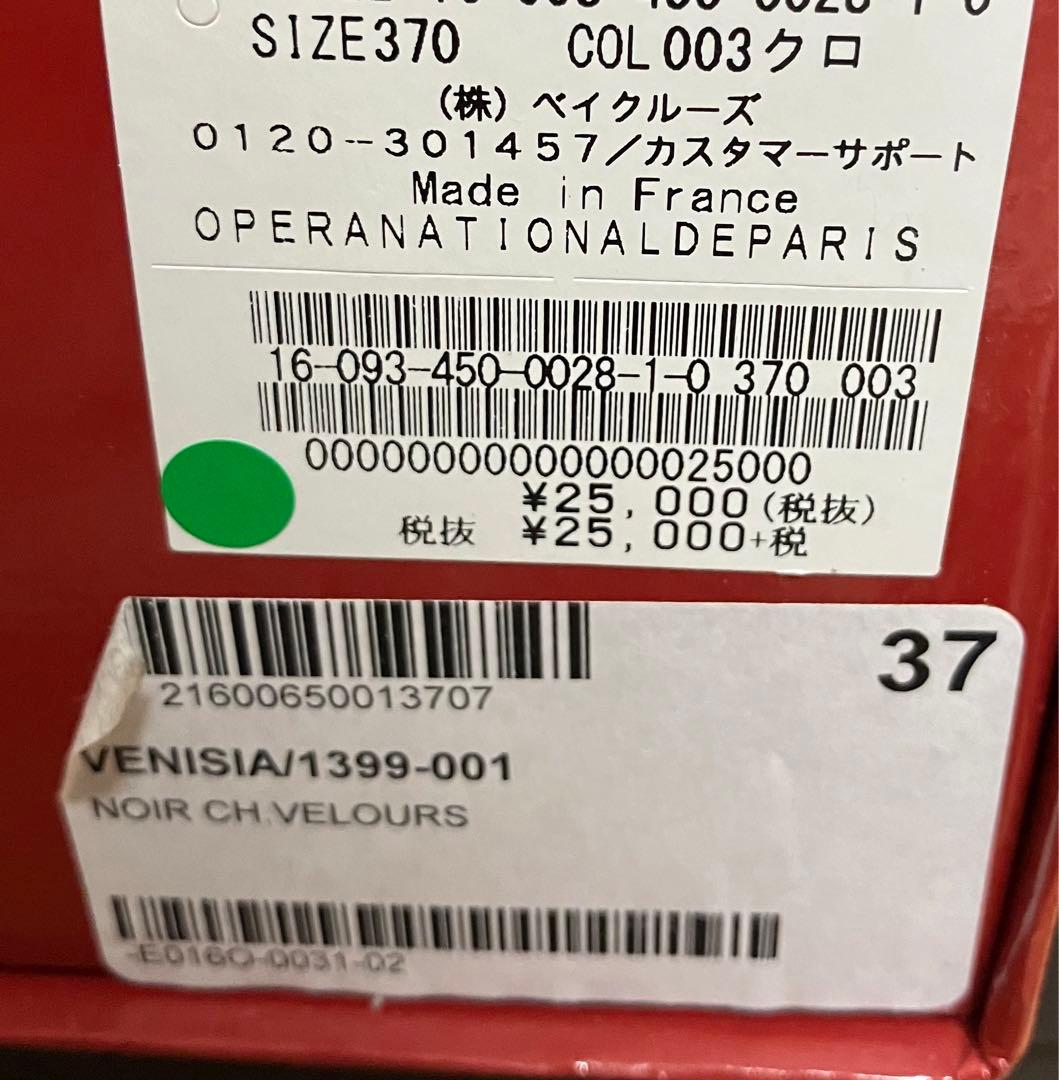 SIZE370 COL003クロ
(株)ベイクルーズ
0120--301457/カスタマーサポート
Made in France
OPERANATIONALDEPARIS
16-093-450-0028-1-0 370 003
00000000000000025000
¥25,000(税抜)
税抜 ¥25,000+税
37
21600650013707
VENISIA/1399-001
NOIR CH.VELOURS
-E016O-0031-02